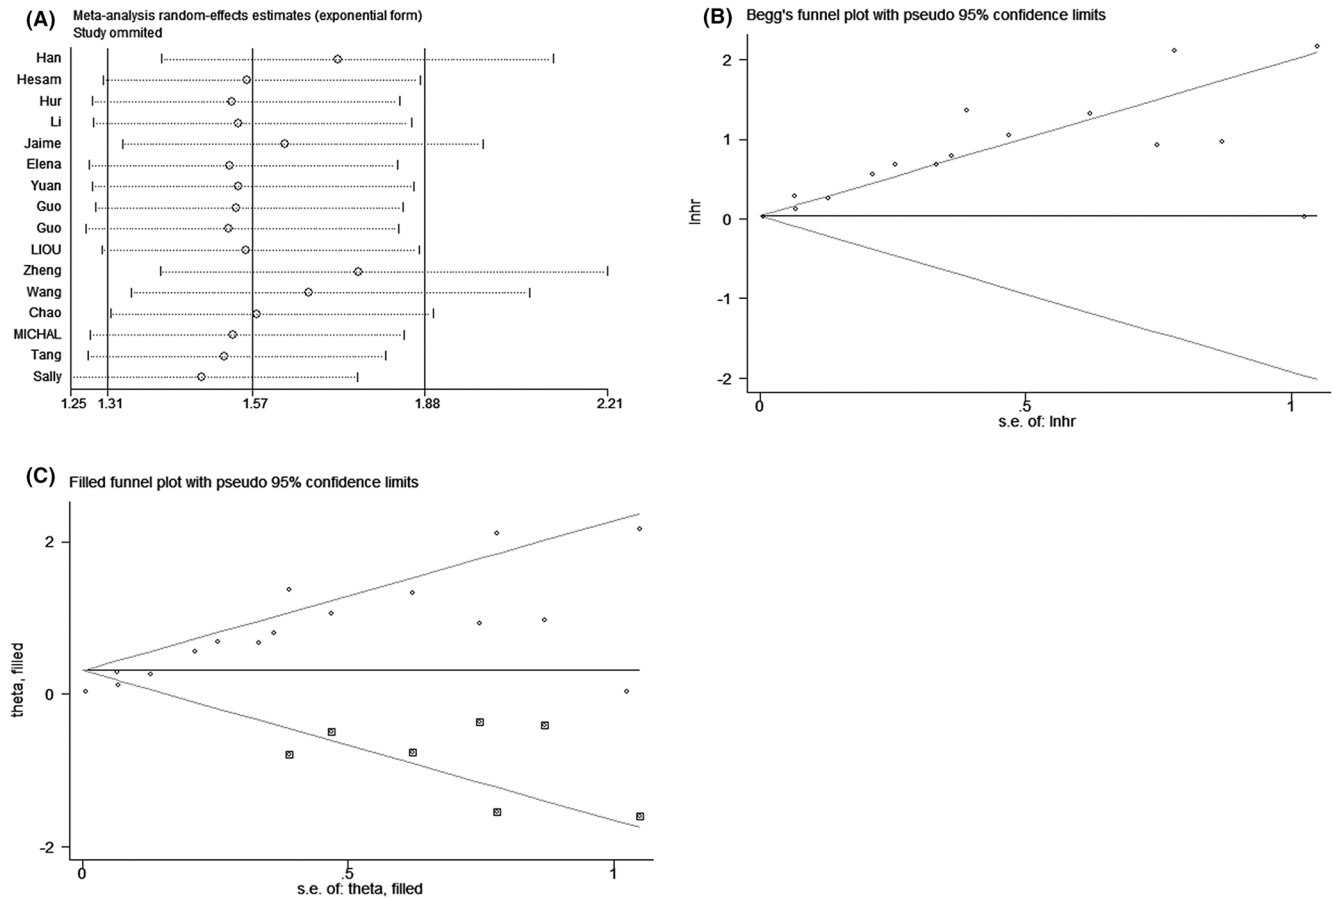 (A)
Meta-analysis random-effects estimates (exponential form)
Study ommited
Han
Hesam
Hur
Li
Jaime
Elena
Yuan
Guo
Guo
LIOU
Zheng
Wang
Chao
MICHAL
Tang
Sally
1.25 1.31 1.57 1.88 2.21
(B)
Begg's funnel plot with pseudo 95% confidence limits
lnhr
2
1
0
-1
-2
0 .5 1
s.e. of: lnhr
(C)
Filled funnel plot with pseudo 95% confidence limits
theta, filled
2
0
-2
0 .5 1
s.e. of: theta, filled